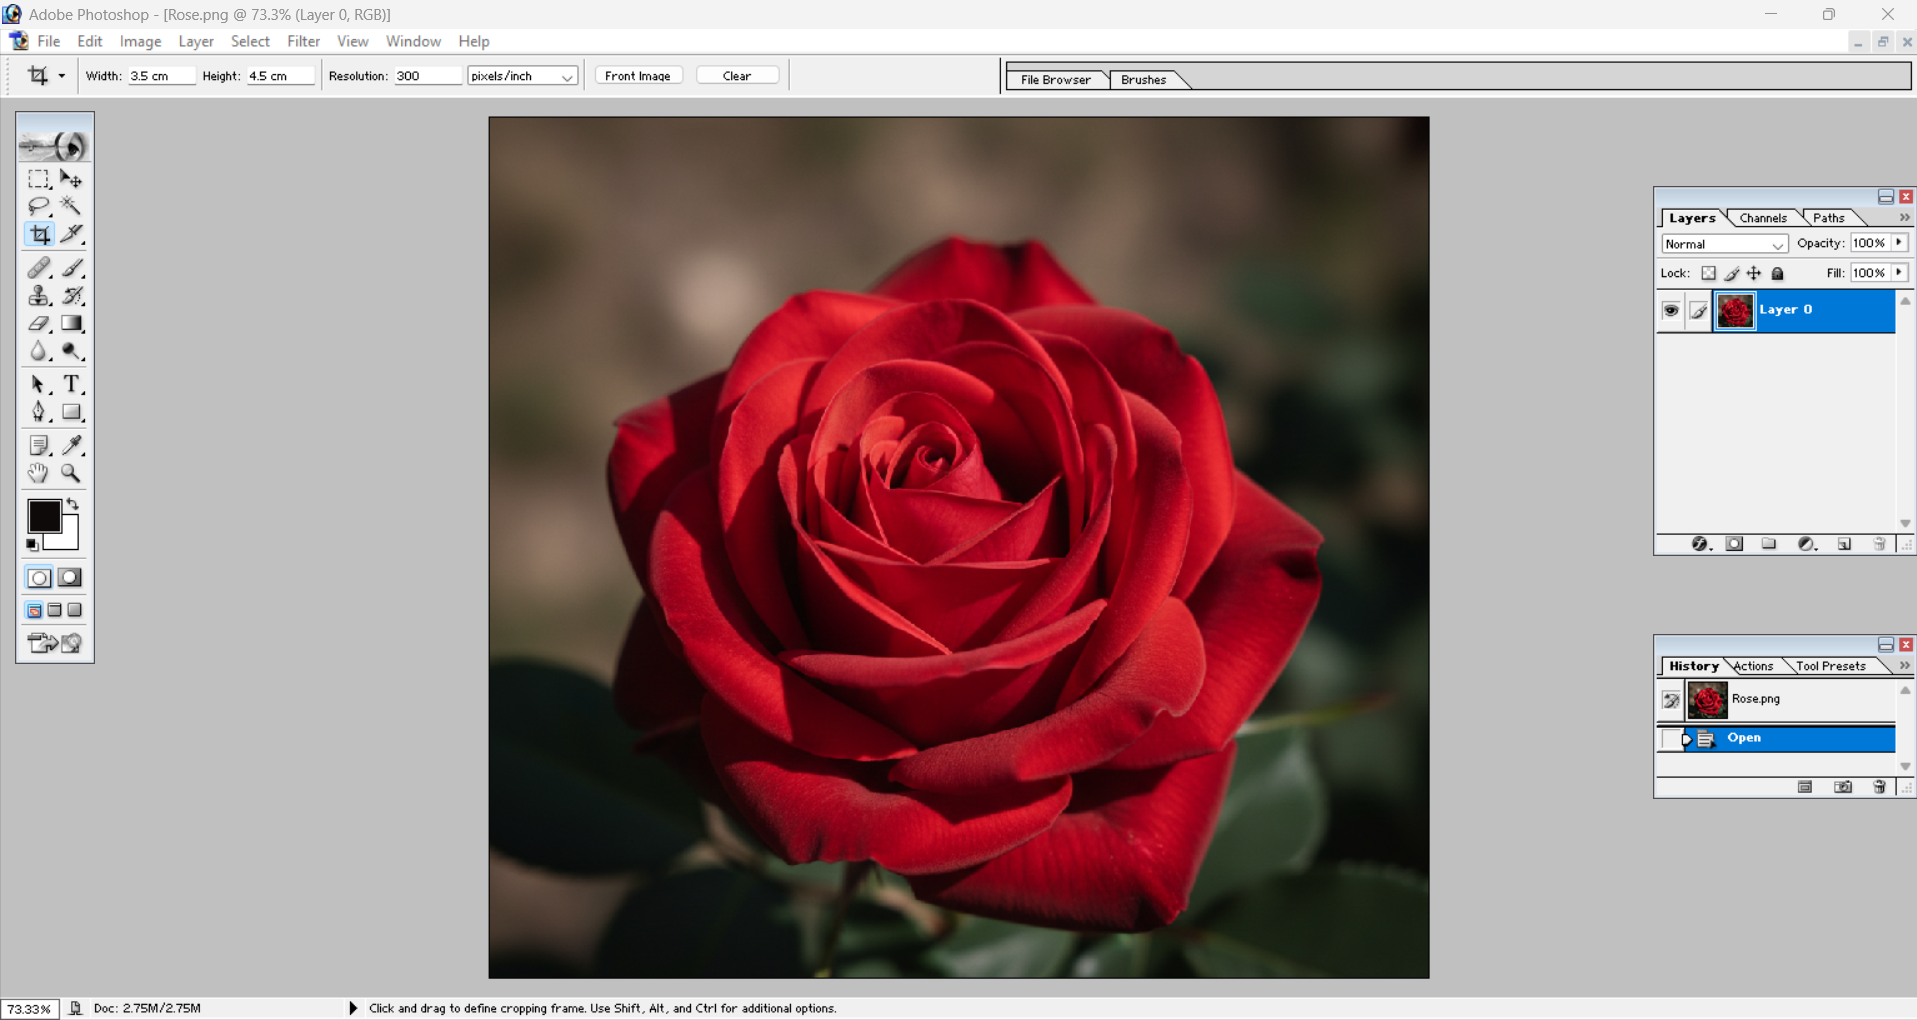 Adobe Photoshop - [Rose.png @ 73.3% (Layer 0, RGB)]
File Edit Image Layer Select Filter View Window Help
Width: 3.5 cm Height: 4.5 cm Resolution: 300 pixels/inch Front Image Clear File Browser Brushes
Layers Channels Paths
Normal Opacity: 100%
Lock: Fill: 100%
Layer 0
T
History Actions Tool Presets
Rose.png
Open
73.33% Doc: 2.75M/2.75M Click and drag to define cropping frame. Use Shift, Alt, and Ctrl for additional options.